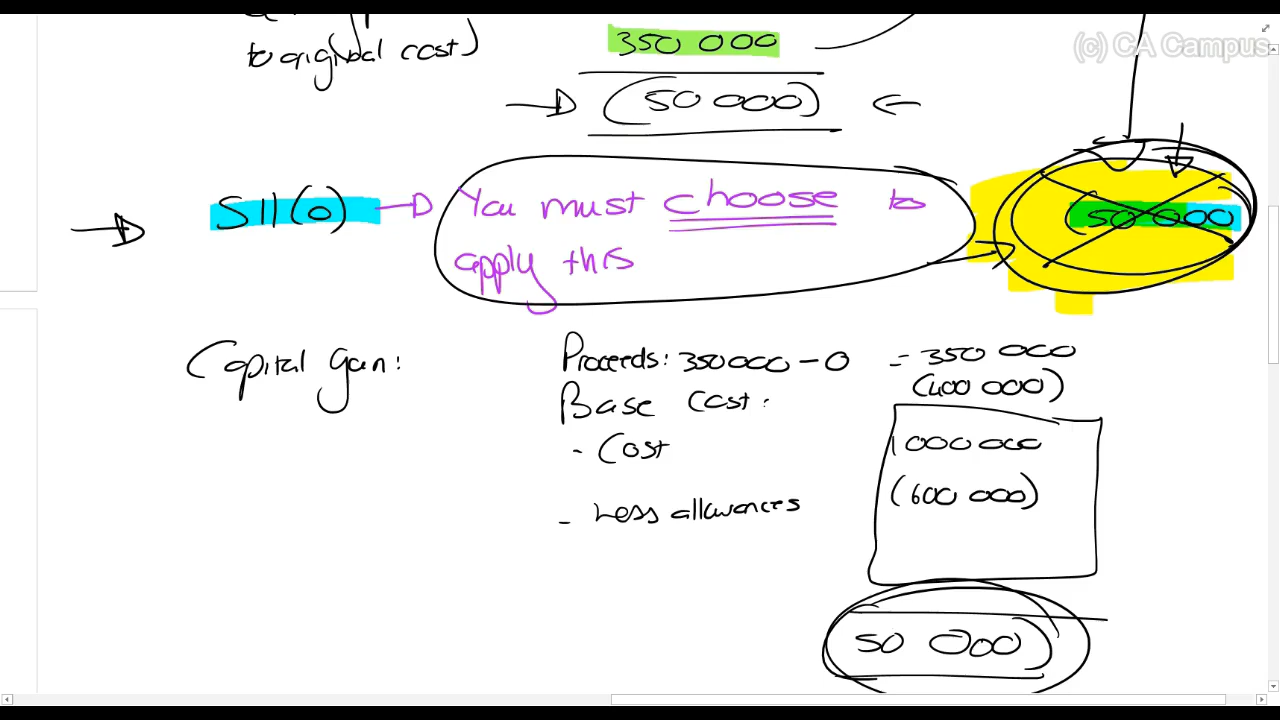 (c) CA Campus
to original cost)
350 000
(50 000)
S11(o) You must choose to
apply this
(50 000
Capital gain:
Proceeds: 350000 - 0 = 350 000
Base cost: (400 000)
- Cost 1 000 000
- Less allowances (600 000)
50 000)